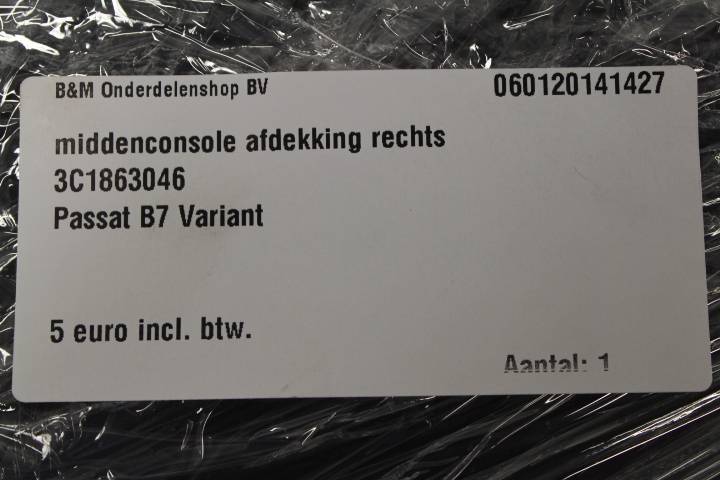 B&M Onderdelenshop BV 060120141427
middenconsole afdekking rechts
3C1863046
Passat B7 Variant
5 euro incl. btw.
Aantal: 1